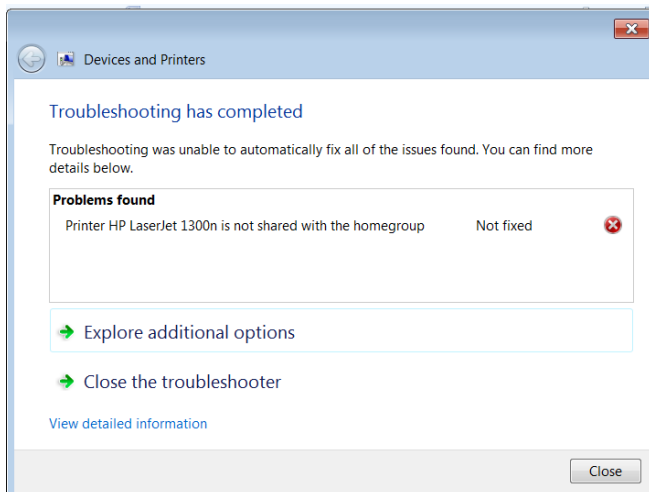 Devices and Printers
Troubleshooting has completed
Troubleshooting was unable to automatically fix all of the issues found. You can find more
details below.
Problems found
Printer HP LaserJet 1300n is not shared with the homegroup Not fixed
Explore additional options
Close the troubleshooter
View detailed information
Close